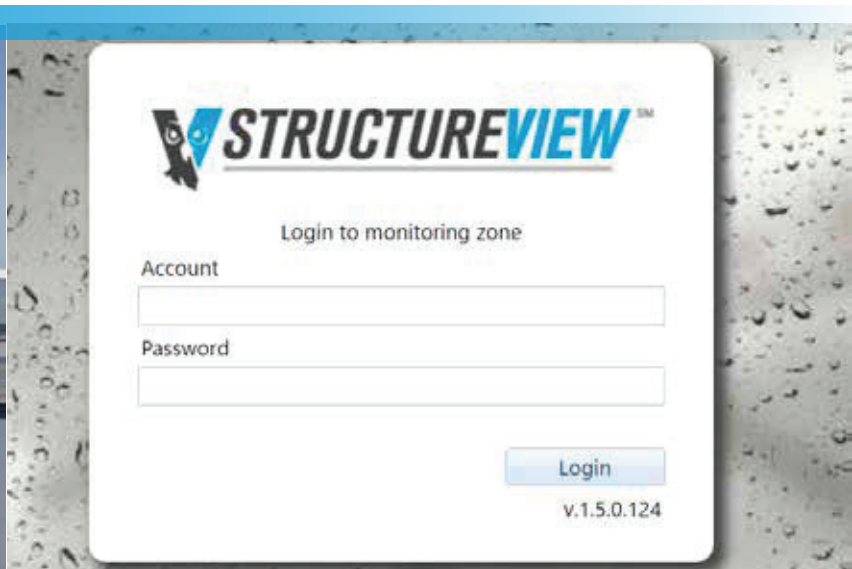 STRUCTUREVIEW SM
Login to monitoring zone
Account
Password
Login
v.1.5.0.124